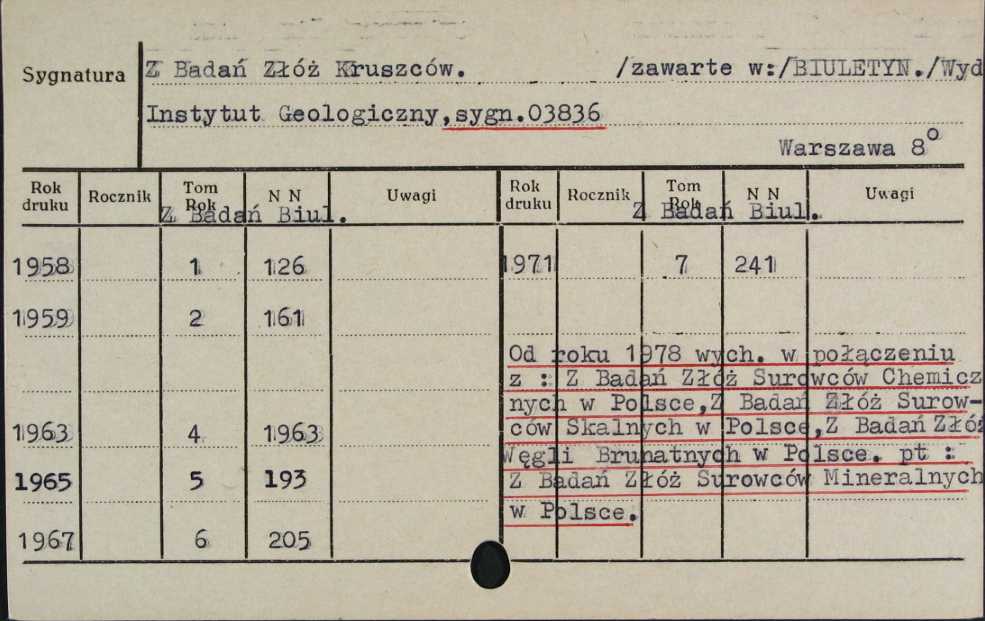 Sygnatura
Z Badań Złóż Kruszców. /zawarte w:/BIULETYN./Wyd
Instytut Geologiczny,sygn.03836
Warszawa 8o
Rok druku Rocznik Tom Rok N N Uwagi Rok druku Rocznik Tom Rok N N Uwagi
Z Badań Biul. Z Badań Biul.
1958 1 126 1971 7 241
1959 2 161
Od roku 1978 wych. w połączeniu
z : Z Badań Złóż Surowców Chemicz
nych w Polsce,Z Badań Złóż Surow-
ców Skalnych w Polsce,Z Badań Złóż
1963 4 1963
Węgli Brunatnych w Polsce. pt :
1965 5 193
Z Badań Złóż Surowców Mineralnych
w Polsce.
1967 6 205